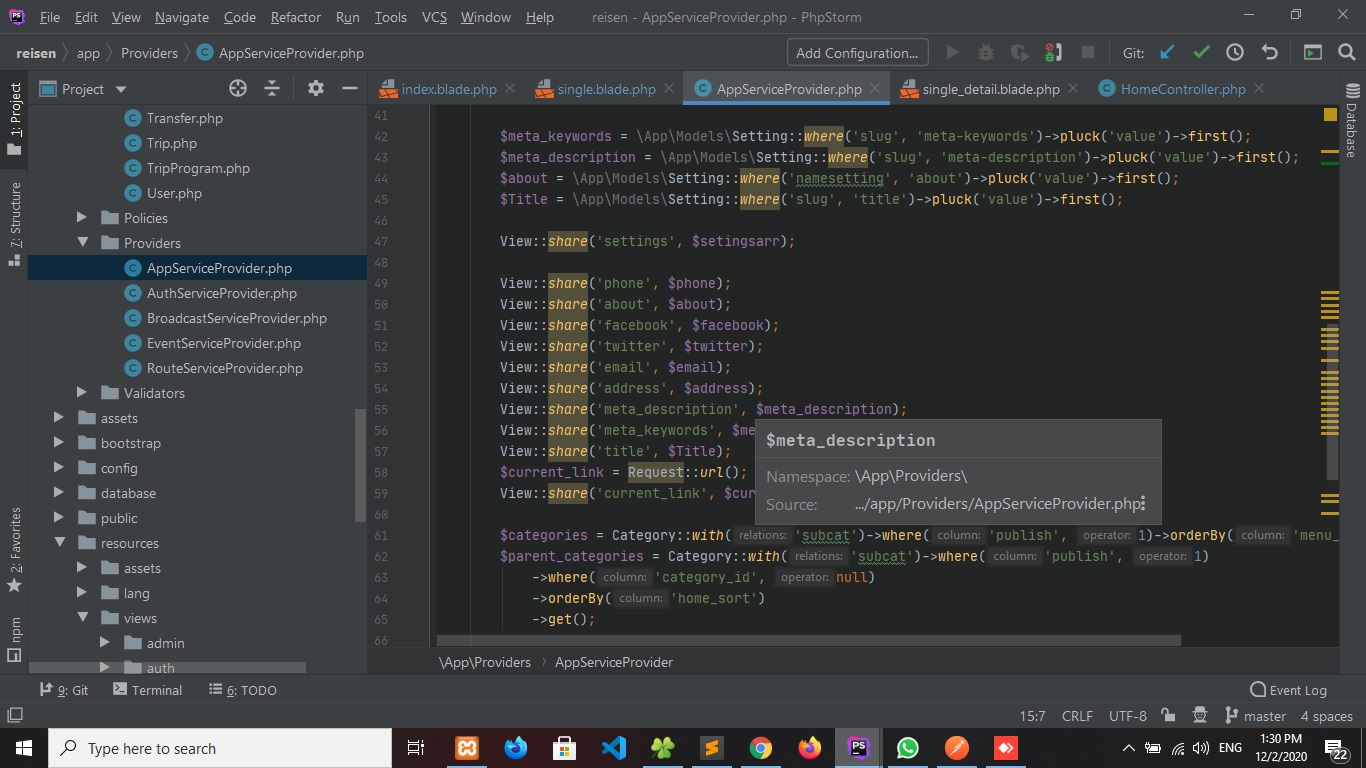 File Edit View Navigate Code Refactor Run Tools VCS Window Help reisen - AppServiceProvider.php - PhpStorm
reisen app Providers AppServiceProvider.php Add Configuration... Git:
Project index.blade.php single.blade.php AppServiceProvider.php single_detail.blade.php HomeController.php
1: Project
7: Structure
2: Favorites
npm
Database
Transfer.php
Trip.php
TripProgram.php
User.php
Policies
Providers
AppServiceProvider.php
AuthServiceProvider.php
BroadcastServiceProvider.php
EventServiceProvider.php
RouteServiceProvider.php
Validators
assets
bootstrap
config
database
public
resources
assets
lang
views
admin
auth
41
42 $meta_keywords = \App\Models\Setting::where('slug', 'meta-keywords')->pluck('value')->first();
43 $meta_description = \App\Models\Setting::where('slug', 'meta-description')->pluck('value')->first();
44 $about = \App\Models\Setting::where('namesetting', 'about')->pluck('value')->first();
45 $Title = \App\Models\Setting::where('slug', 'title')->pluck('value')->first();
46
47 View::share('settings', $setingsarr);
48
49 View::share('phone', $phone);
50 View::share('about', $about);
51 View::share('facebook', $facebook);
52 View::share('twitter', $twitter);
53 View::share('email', $email);
54 View::share('address', $address);
55 View::share('meta_description', $meta_description);
56 View::share('meta_keywords', $me
57 View::share('title', $Title);
58 $current_link = Request::url();
59 View::share('current_link', $cur
60
61 $categories = Category::with( relations: 'subcat')->where( column: 'publish', operator: 1)->orderBy( column: 'menu_
62 $parent_categories = Category::with( relations: 'subcat')->where( column: 'publish', operator: 1)
63 ->where( column: 'category_id', operator: null)
64 ->orderBy( column: 'home_sort')
65 ->get();
66
$meta_description
Namespace: \App\Providers\
Source: .../app/Providers/AppServiceProvider.php
\App\Providers AppServiceProvider
9: Git Terminal 6: TODO Event Log
15:7 CRLF UTF-8 master 4 spaces
Type here to search
PS
ENG
1:30 PM
12/2/2020
22